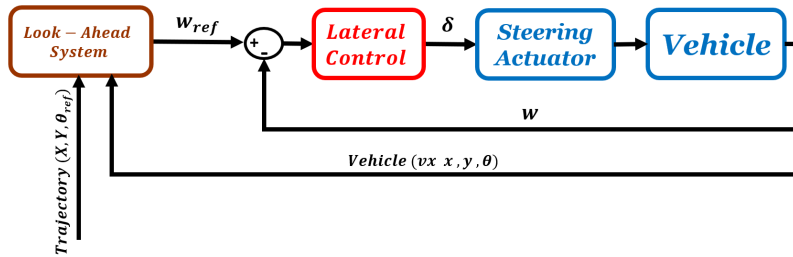 Look − Ahead
System
w_ref
+
-
Lateral
Control
δ
Steering
Actuator
Vehicle
w
Vehicle (vx x , y , θ)
Trajectory (X, Y, θ_ref)